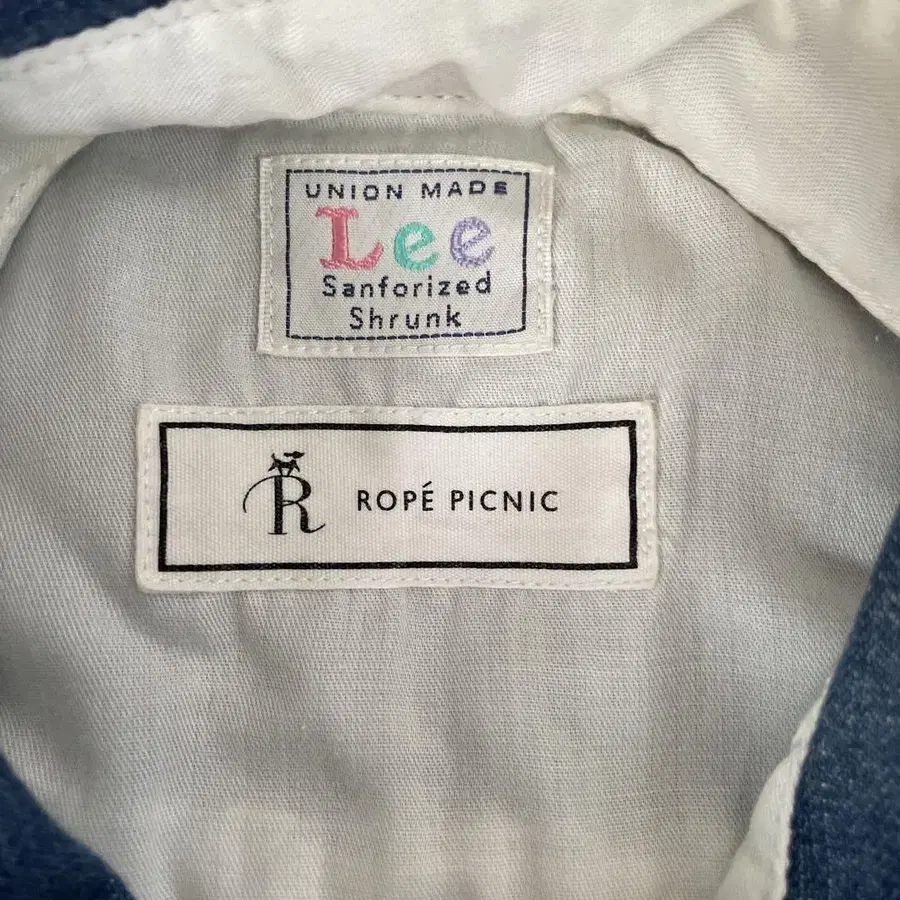 UNION MADE
Lee
Sanforized
Shrunk
R ROPÉ PICNIC